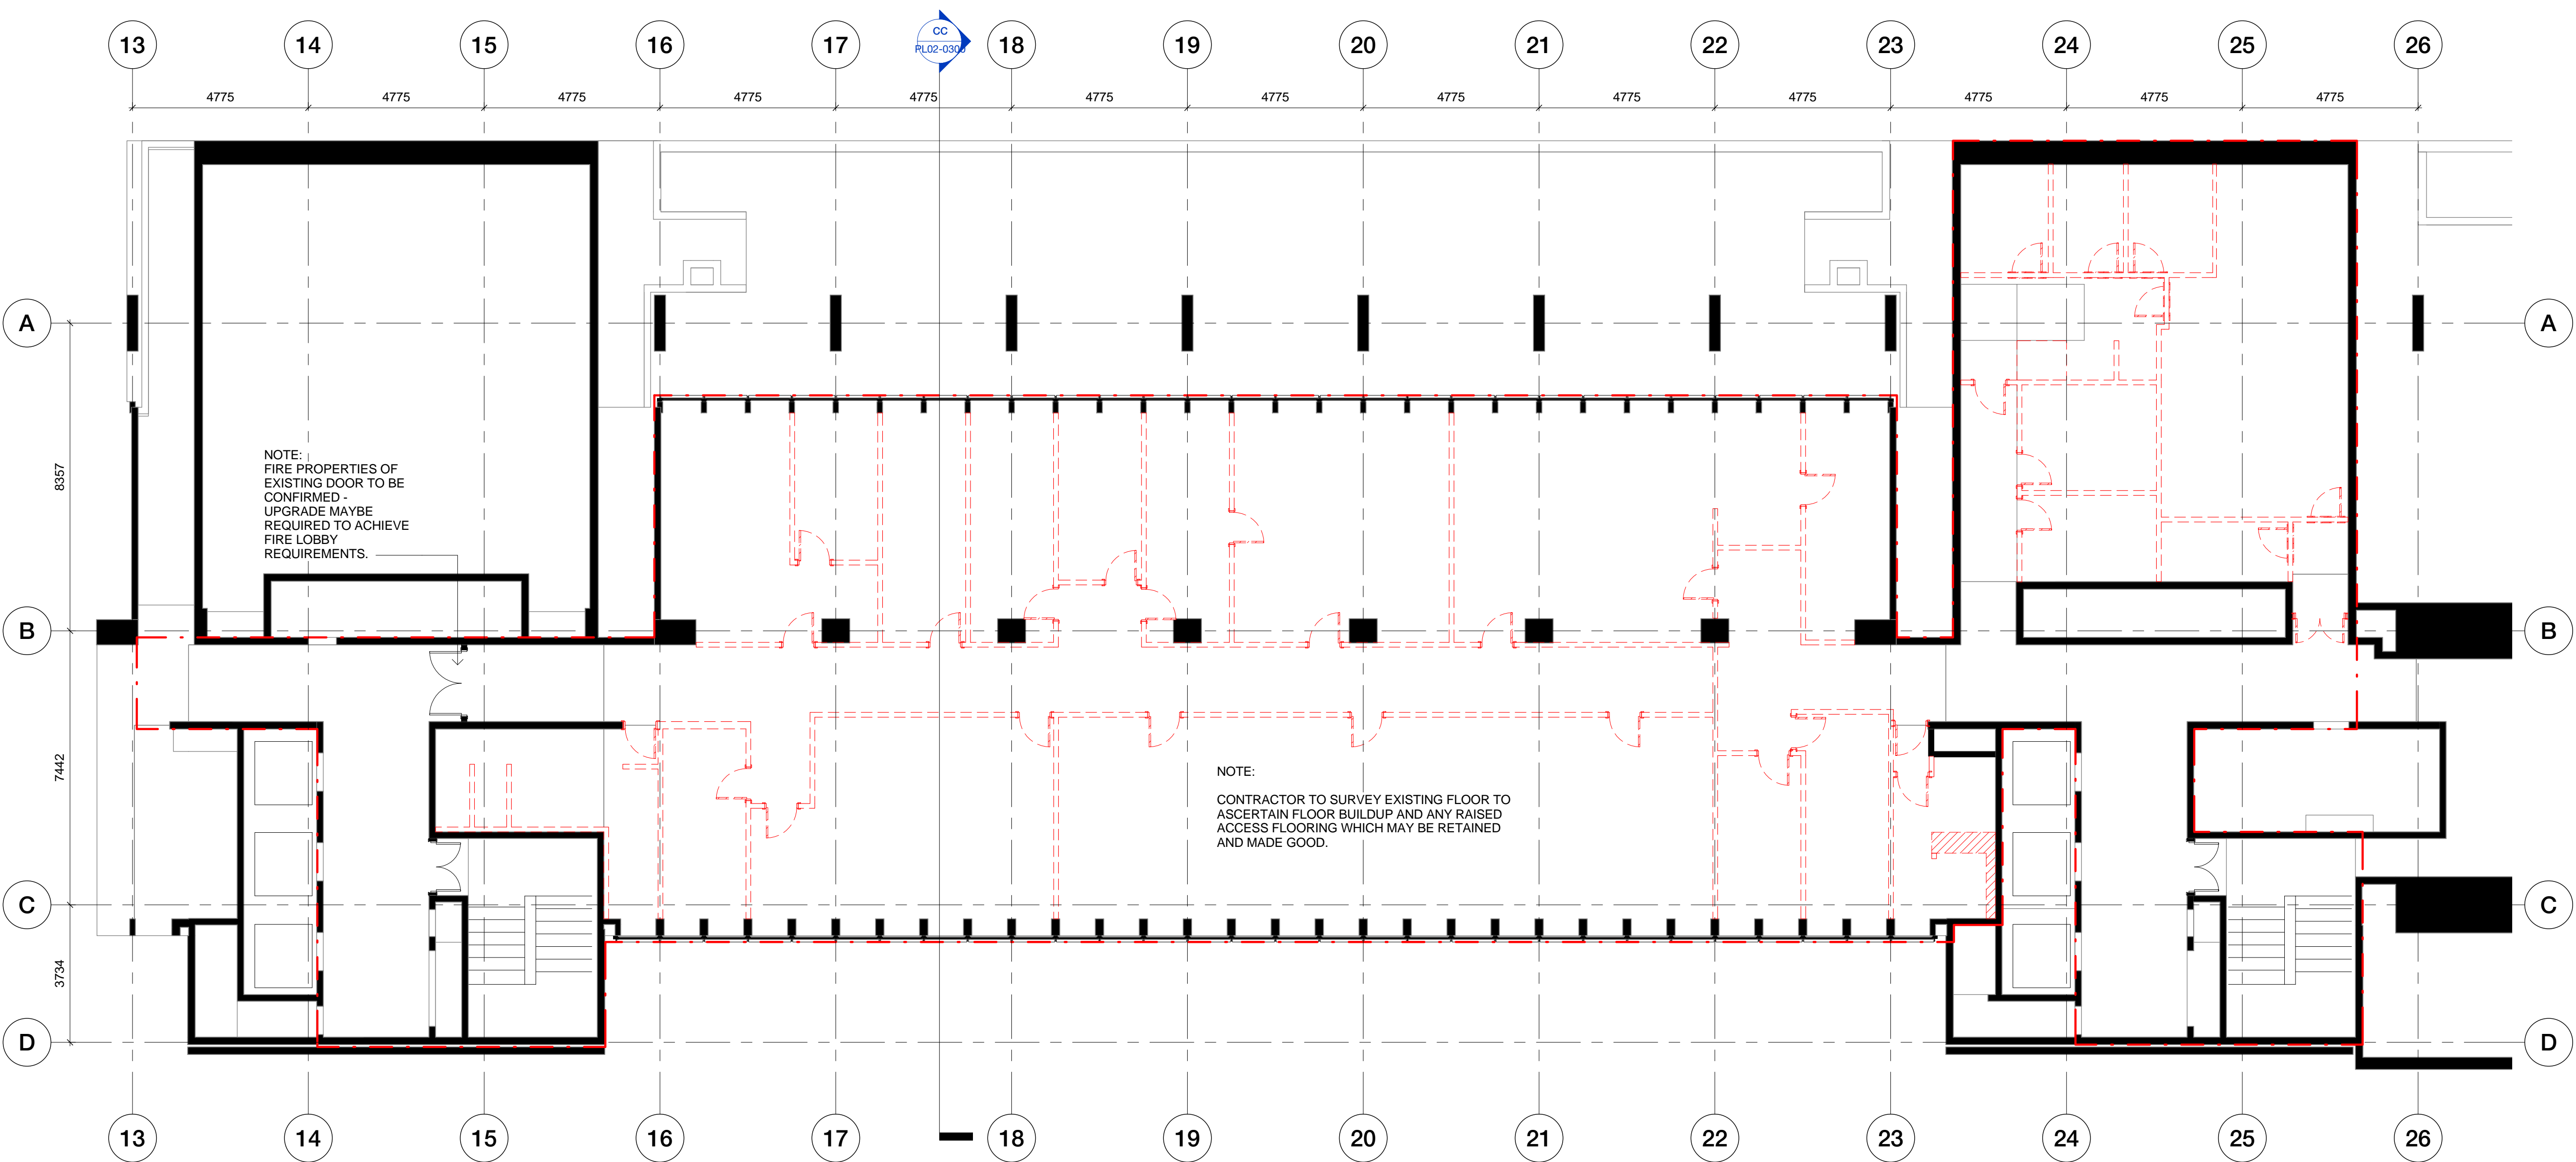 13 14 15 16 17 18 19 20 21 22 23 24 25 26
CC
PL02-0300
4775 4775 4775 4775 4775 4775 4775 4775 4775 4775 4775 4775 4775
A A
NOTE:
FIRE PROPERTIES OF
EXISTING DOOR TO BE
CONFIRMED -
UPGRADE MAYBE
REQUIRED TO ACHIEVE
FIRE LOBBY
REQUIREMENTS.
8357
B B
7442
NOTE:
CONTRACTOR TO SURVEY EXISTING FLOOR TO
ASCERTAIN FLOOR BUILDUP AND ANY RAISED
ACCESS FLOORING WHICH MAY BE RETAINED
AND MADE GOOD.
C C
3734
D D
13 14 15 16 17 18 19 20 21 22 23 24 25 26